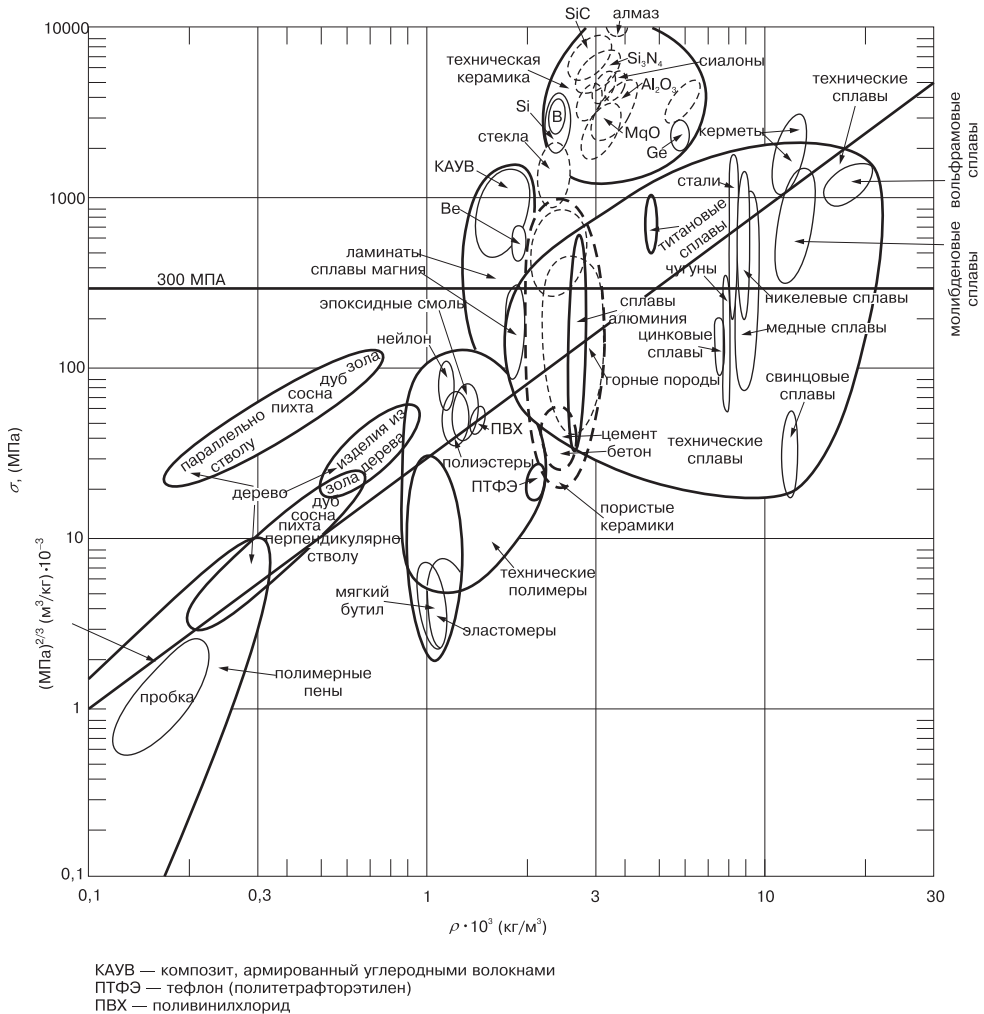 SiC
алмаз
10000
техническая
керамика
Si₃N₄
сиалоны
Al₂O₃
технические
сплавы
Si
B
стекла
MqO
Ge
керметы
вольфрамовые
сплавы
КАУВ
стали
1000
Be
титановые
сплавы
ламинаты
сплавы магния
чугуны
молибденовые
сплавы
300 МПА
эпоксидные смолы
сплавы
алюминия
никелевые сплавы
нейлон
цинковые
сплавы
медные сплавы
100
зола
дуб
сосна
пихта
параллельно
стволу
горные породы
свинцовые
сплавы
изделия из
дерева
ПВХ
цемент
бетон
технические
сплавы
полиэстеры
σ, (МПа)
дерево
зола
дуб
сосна
пихта
перпендикулярно
стволу
ПТФЭ
пористые
керамики
10
технические
полимеры
мягкий
бутил
эластомеры
(МПа)²/³ (м³/кг)·10⁻³
полимерные
пены
пробка
1
0,1
0,1
0,3
1
3
10
30
ρ·10³ (кг/м³)
КАУВ — композит, армированный углеродными волокнами
ПТФЭ — тефлон (политетрафторэтилен)
ПВХ — поливинилхлорид